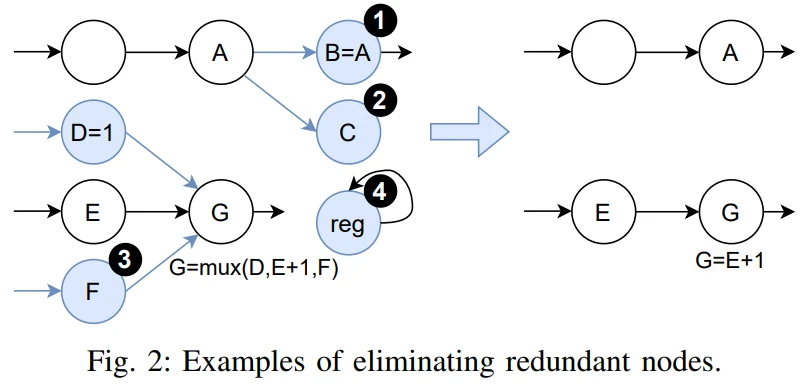 A
B=A
1
2
C
D=1
A
E
G
4
reg
3
F
G=mux(D,E+1,F)
E
G
G=E+1
Fig. 2: Examples of eliminating redundant nodes.